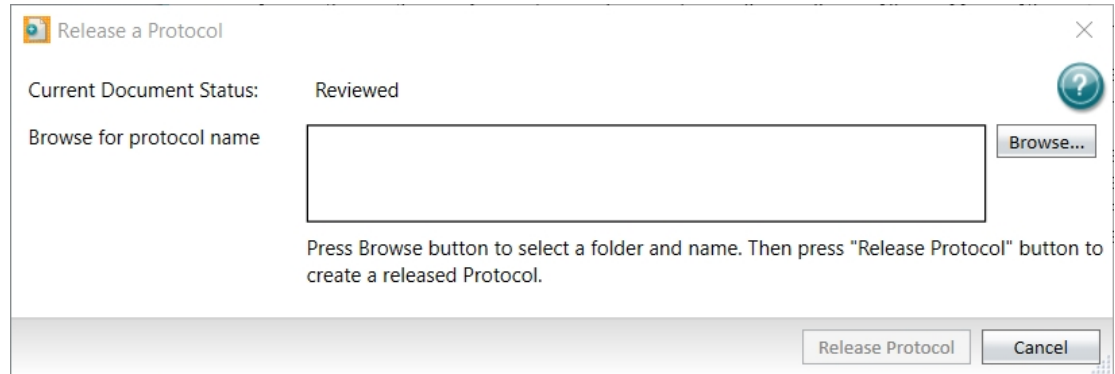 Release a Protocol
Current Document Status: Reviewed
Browse for protocol name
Browse...
Press Browse button to select a folder and name. Then press "Release Protocol" button to
create a released Protocol.
Release Protocol Cancel